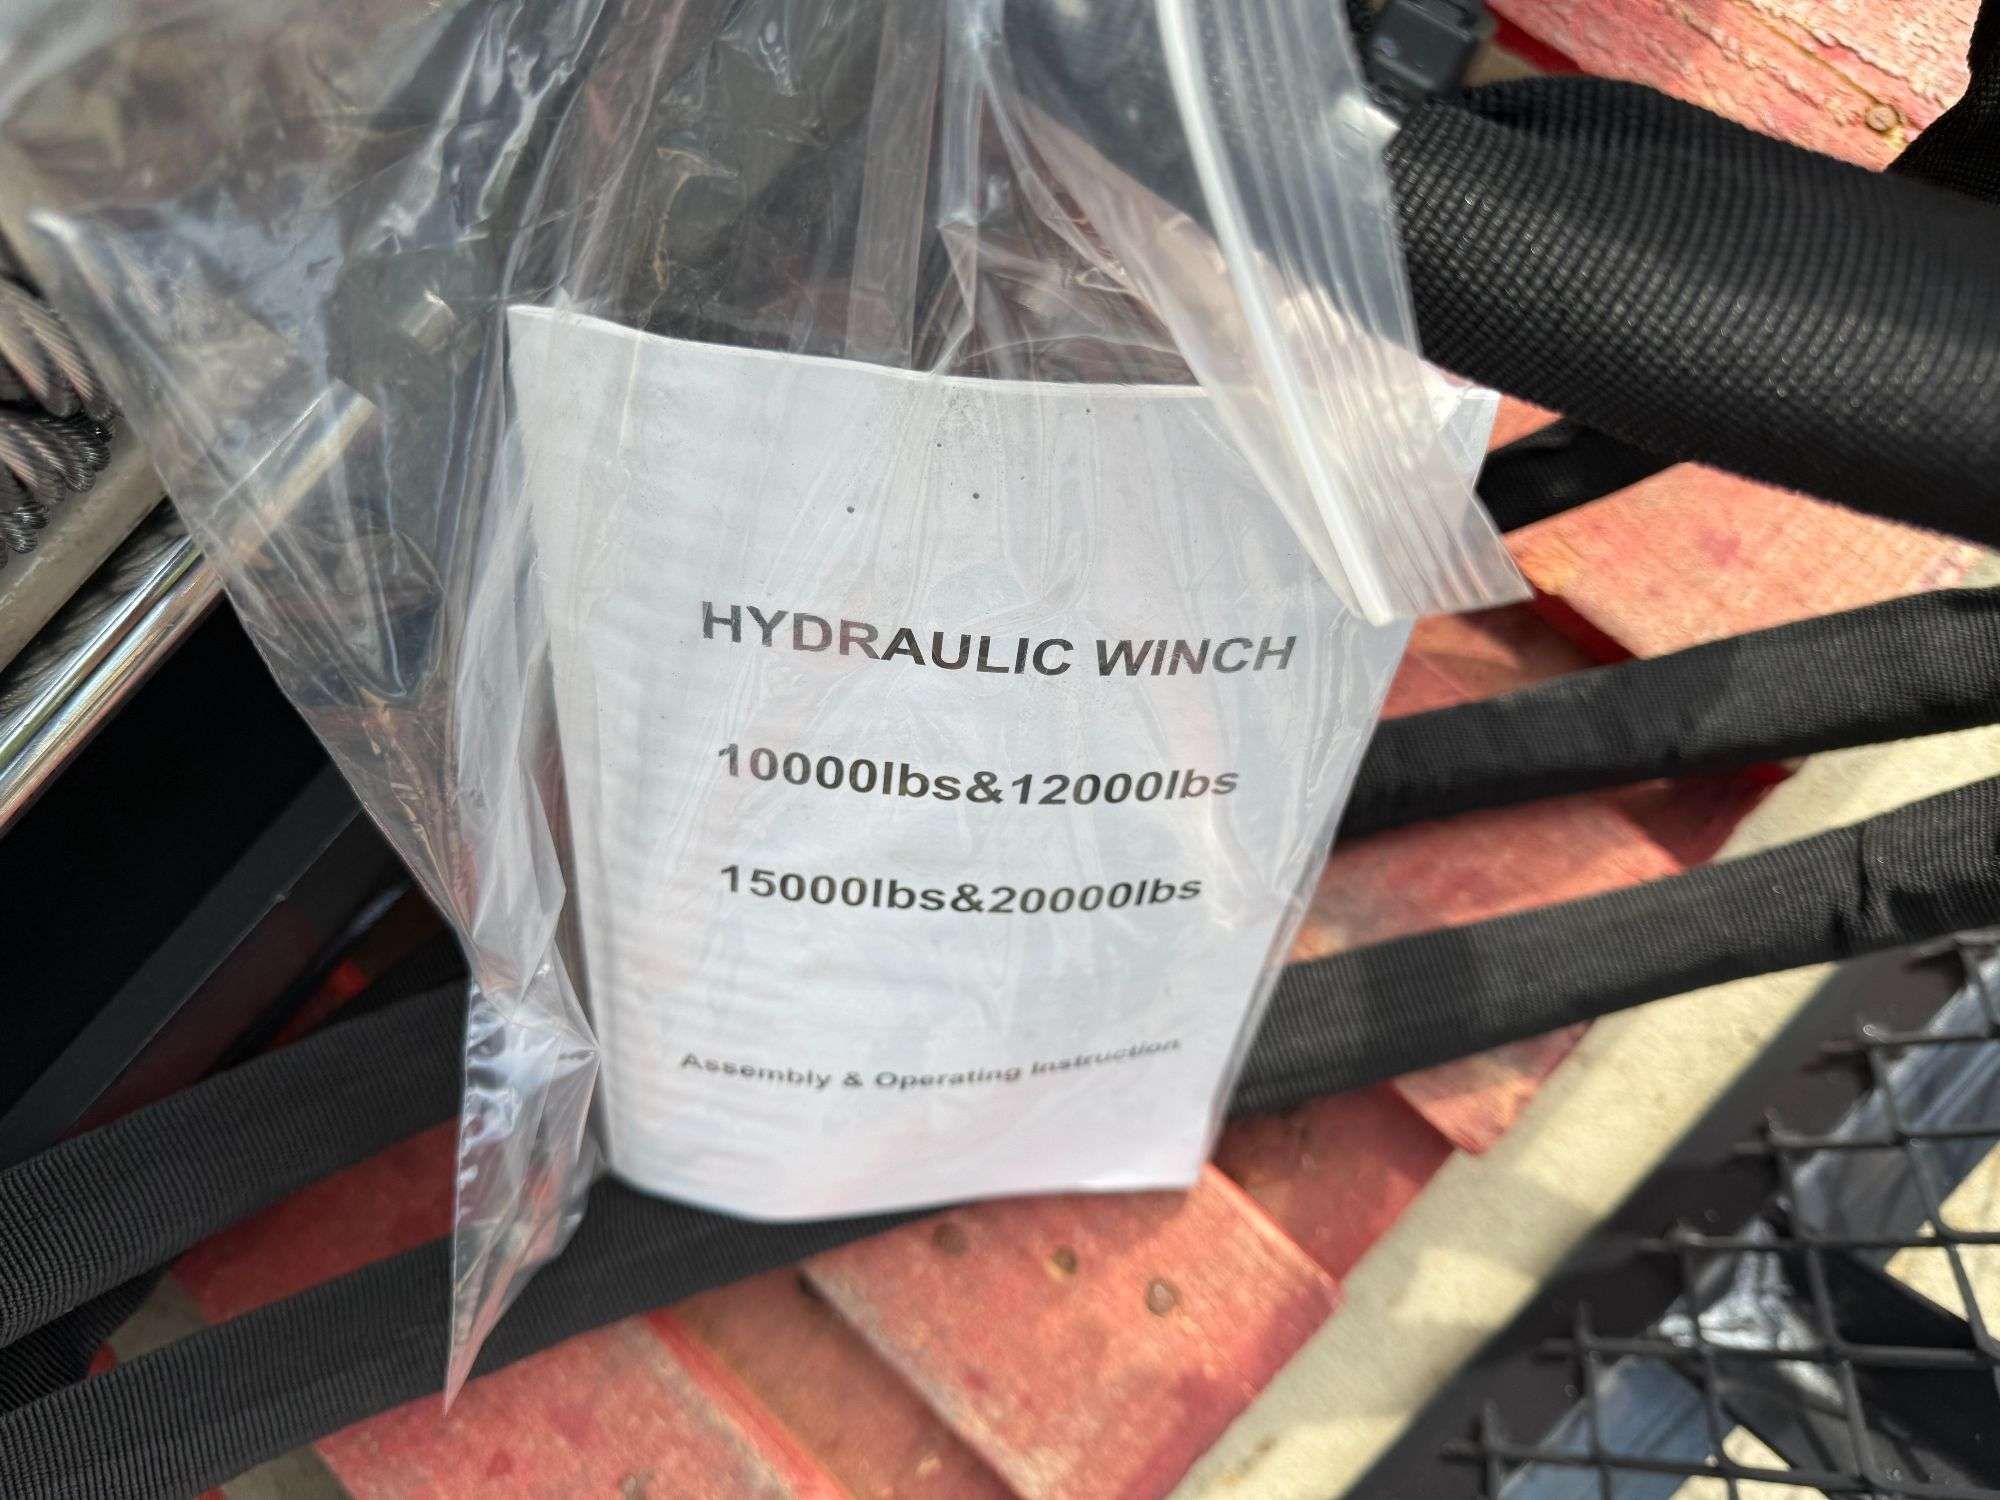 HYDRAULIC WINCH
10000lbs&12000lbs
15000lbs&20000lbs
Assembly & Operating Instruction